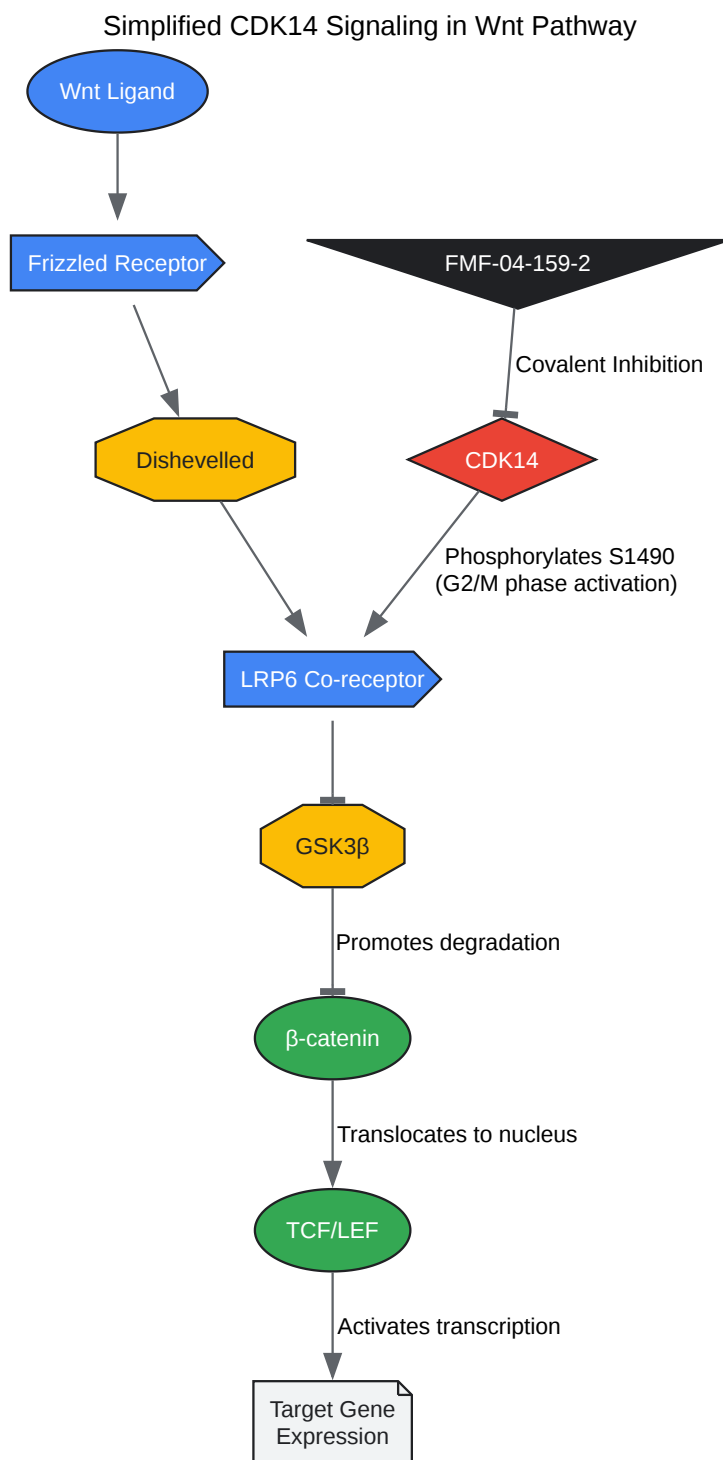 Simplified CDK14 Signaling in Wnt Pathway
Wnt Ligand
Frizzled Receptor
FMF-04-159-2
Covalent Inhibition
Dishevelled
CDK14
Phosphorylates S1490
(G2/M phase activation)
LRP6 Co-receptor
GSK3β
Promotes degradation
β-catenin
Translocates to nucleus
TCF/LEF
Activates transcription
Target Gene
Expression